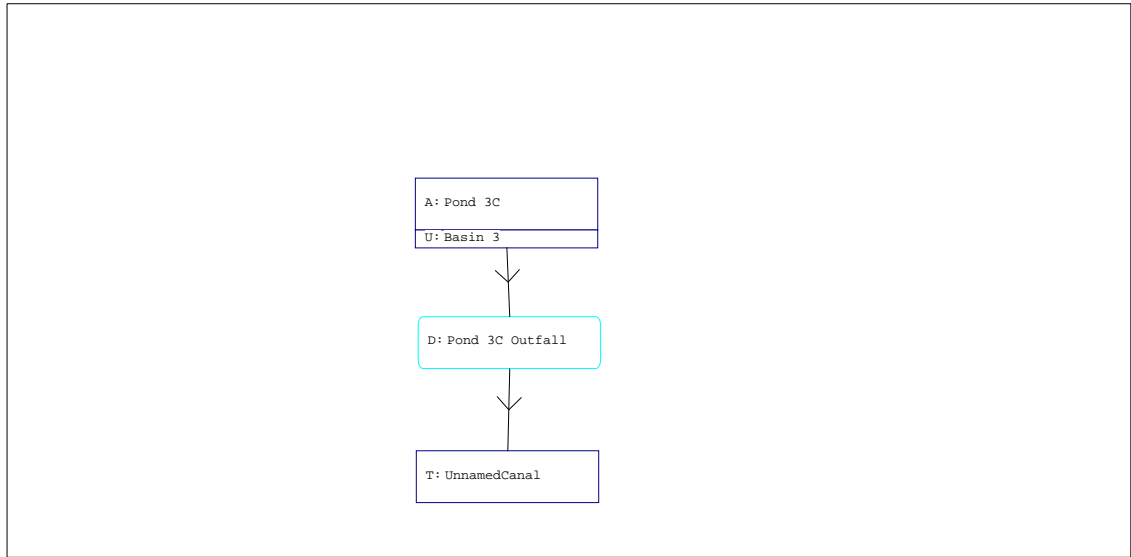 A: Pond 3C
U: Basin 3
D: Pond 3C Outfall
T: UnnamedCanal